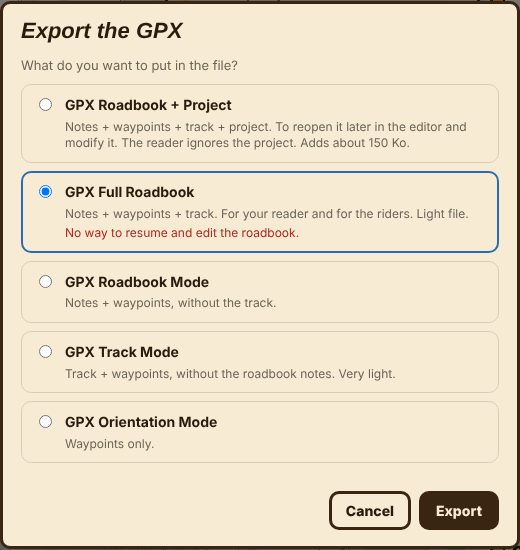 Export the GPX
What do you want to put in the file?
GPX Roadbook + Project
Notes + waypoints + track + project. To reopen it later in the editor and
modify it. The reader ignores the project. Adds about 150 Ko.
GPX Full Roadbook
Notes + waypoints + track. For your reader and for the riders. Light file.
No way to resume and edit the roadbook.
GPX Roadbook Mode
Notes + waypoints, without the track.
GPX Track Mode
Track + waypoints, without the roadbook notes. Very light.
GPX Orientation Mode
Waypoints only.
Cancel Export